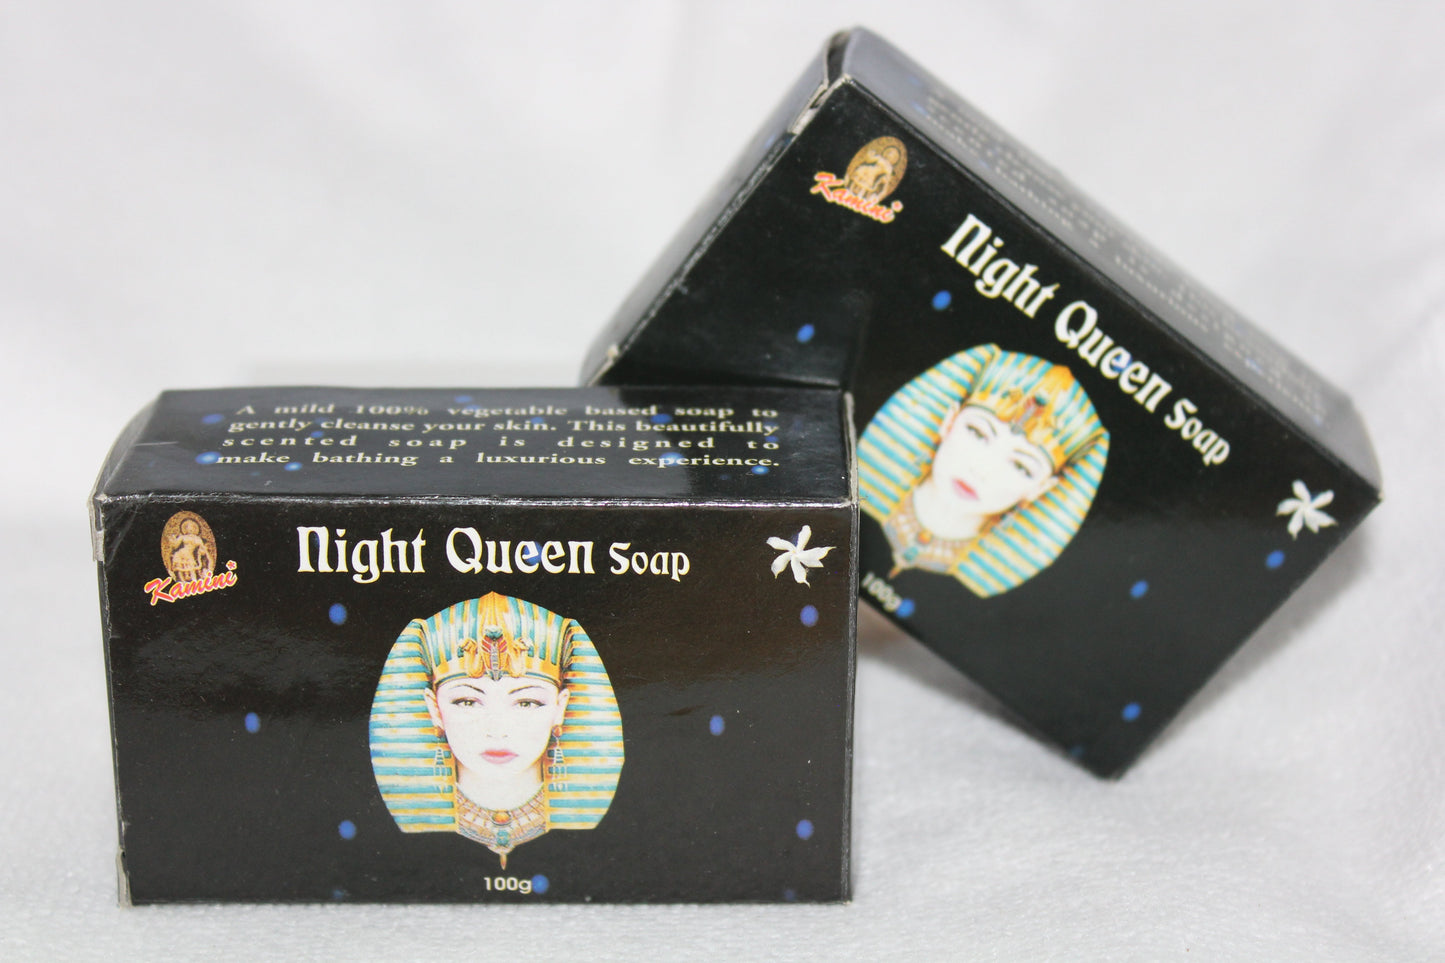 A mild 100% vegetable based soap to
gently cleanse your skin. This beautifully
scented soap is designed to
make bathing a luxurious experience.
Kamini
Night Queen Soap
100g
Kamini
Night Queen Soap
100g